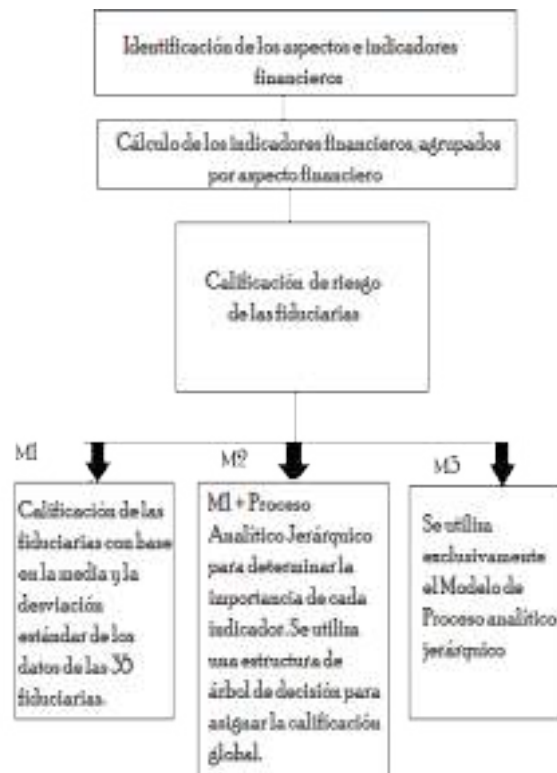 Identificación de los aspectos e indicadores
financieros
Cálculo de los indicadores financieros, agrupados
por aspecto financiero
Calificación de riesgo
de las fiduciarias
M1
M2
M3
Calificación de las
fiduciarias con base
en la media y la
desviación
estándar de los
datos de las 35
fiduciarias.
M1 + Proceso
Analítico Jerárquico
para determinar la
importancia de cada
indicador. Se utiliza
una estructura de
árbol de decisión para
asignar la calificación
global.
Se utiliza
exclusivamente
el Modelo de
Proceso analítico
jerárquico